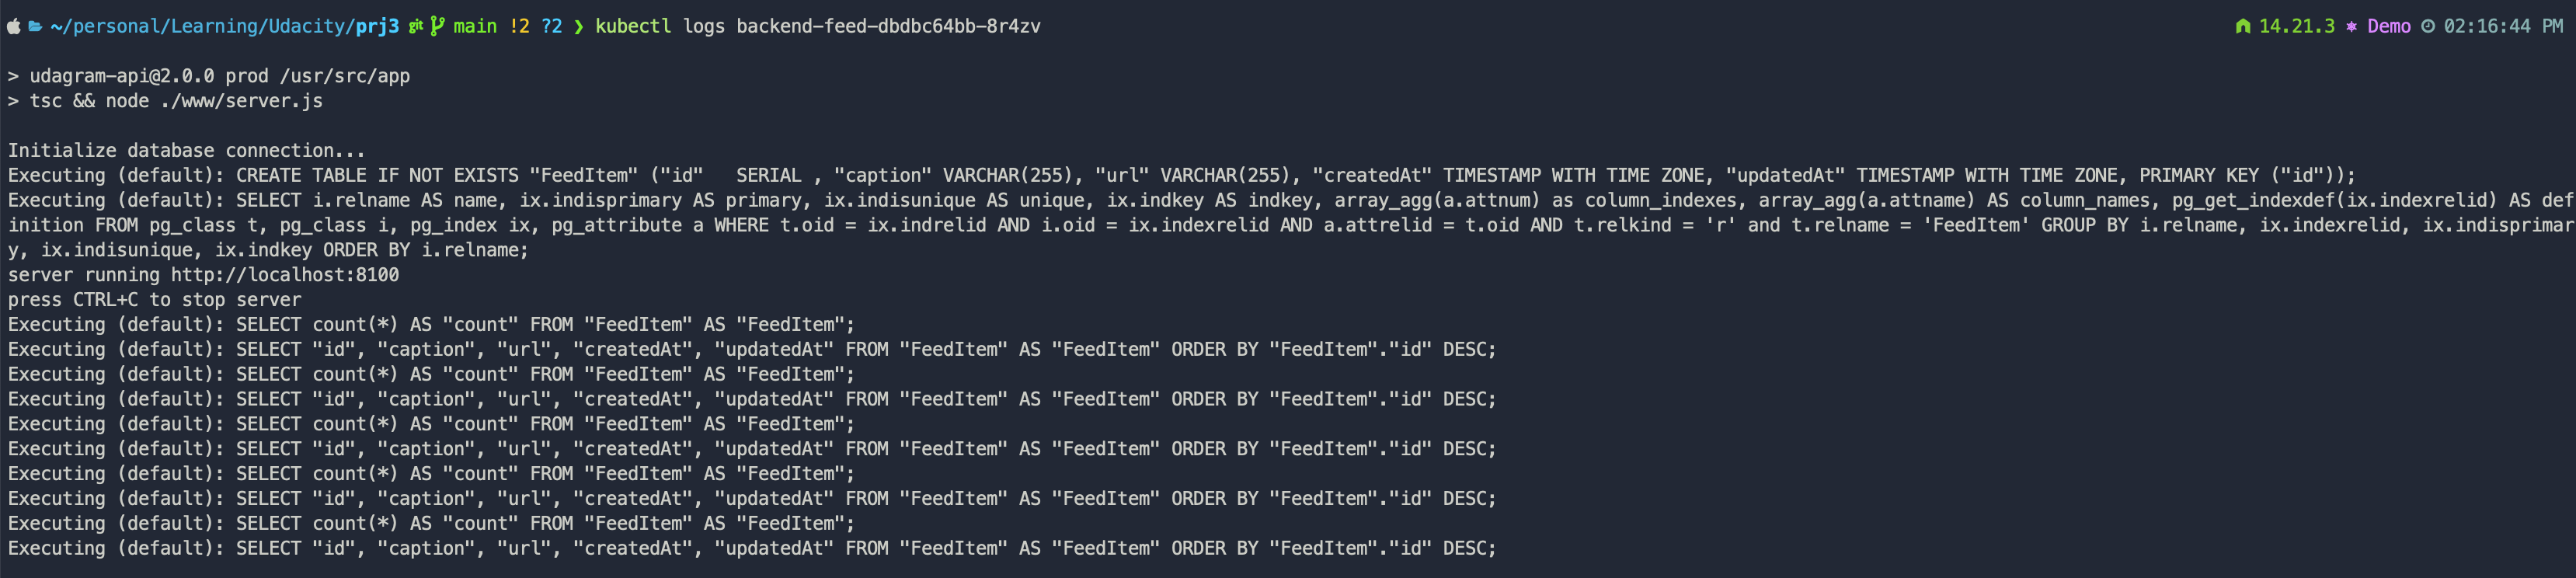 ~/personal/Learning/Udacity/prj3 git main !2 ?2 ❯ kubectl logs backend-feed-dbdbc64bb-8r4zv 14.21.3 Demo 02:16:44 PM
> udagram-api@2.0.0 prod /usr/src/app
> tsc && node ./www/server.js
Initialize database connection...
Executing (default): CREATE TABLE IF NOT EXISTS "FeedItem" ("id"   SERIAL , "caption" VARCHAR(255), "url" VARCHAR(255), "createdAt" TIMESTAMP WITH TIME ZONE, "updatedAt" TIMESTAMP WITH TIME ZONE, PRIMARY KEY ("id"));
Executing (default): SELECT i.relname AS name, ix.indisprimary AS primary, ix.indisunique AS unique, ix.indkey AS indkey, array_agg(a.attnum) as column_indexes, array_agg(a.attname) AS column_names, pg_get_indexdef(ix.indexrelid) AS def
inition FROM pg_class t, pg_class i, pg_index ix, pg_attribute a WHERE t.oid = ix.indrelid AND i.oid = ix.indexrelid AND a.attrelid = t.oid AND t.relkind = 'r' and t.relname = 'FeedItem' GROUP BY i.relname, ix.indexrelid, ix.indisprimar
y, ix.indisunique, ix.indkey ORDER BY i.relname;
server running http://localhost:8100
press CTRL+C to stop server
Executing (default): SELECT count(*) AS "count" FROM "FeedItem" AS "FeedItem";
Executing (default): SELECT "id", "caption", "url", "createdAt", "updatedAt" FROM "FeedItem" AS "FeedItem" ORDER BY "FeedItem"."id" DESC;
Executing (default): SELECT count(*) AS "count" FROM "FeedItem" AS "FeedItem";
Executing (default): SELECT "id", "caption", "url", "createdAt", "updatedAt" FROM "FeedItem" AS "FeedItem" ORDER BY "FeedItem"."id" DESC;
Executing (default): SELECT count(*) AS "count" FROM "FeedItem" AS "FeedItem";
Executing (default): SELECT "id", "caption", "url", "createdAt", "updatedAt" FROM "FeedItem" AS "FeedItem" ORDER BY "FeedItem"."id" DESC;
Executing (default): SELECT count(*) AS "count" FROM "FeedItem" AS "FeedItem";
Executing (default): SELECT "id", "caption", "url", "createdAt", "updatedAt" FROM "FeedItem" AS "FeedItem" ORDER BY "FeedItem"."id" DESC;
Executing (default): SELECT count(*) AS "count" FROM "FeedItem" AS "FeedItem";
Executing (default): SELECT "id", "caption", "url", "createdAt", "updatedAt" FROM "FeedItem" AS "FeedItem" ORDER BY "FeedItem"."id" DESC;